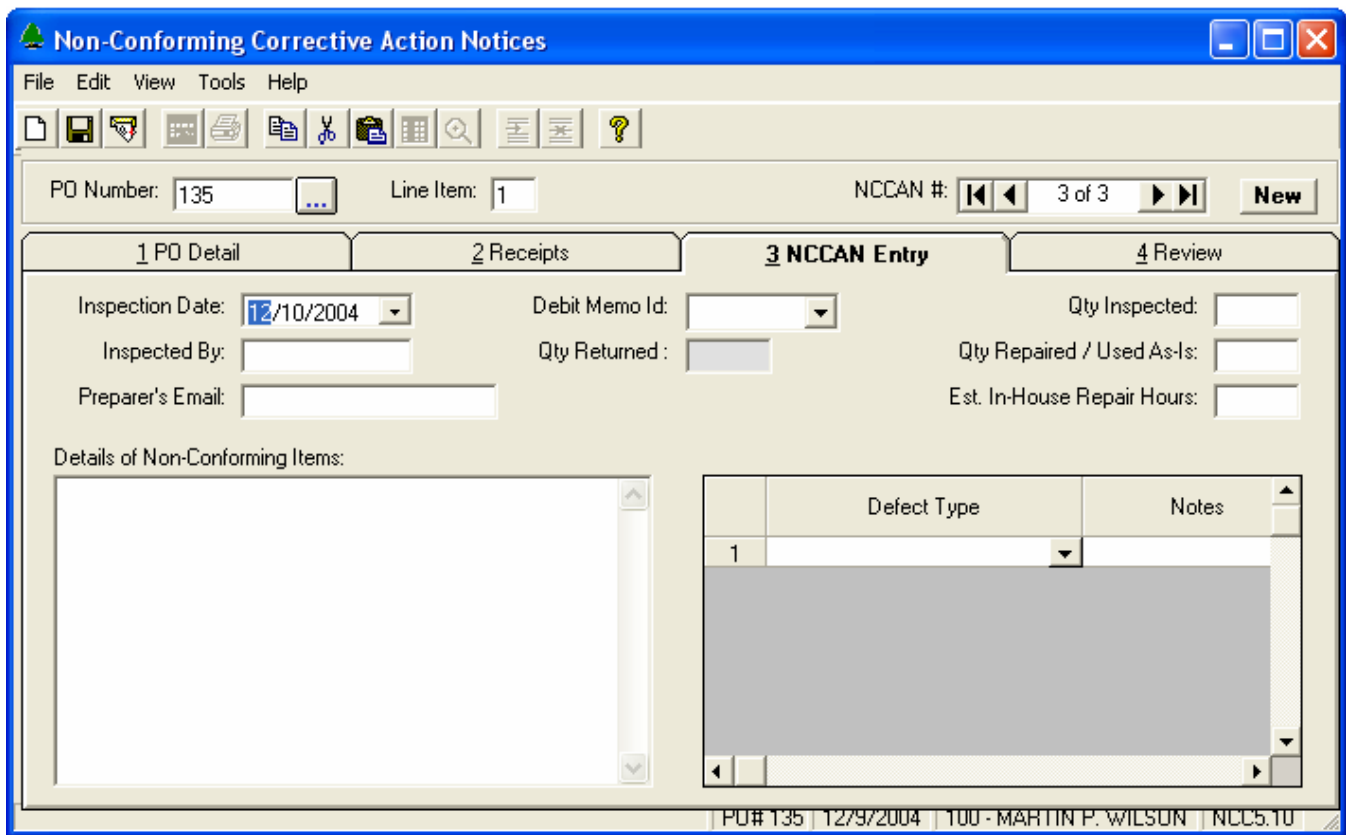 Non-Conforming Corrective Action Notices
File Edit View Tools Help
PO Number: 135 ... Line Item: 1 NCCAN #: 3 of 3 New
1 PO Detail 2 Receipts 3 NCCAN Entry 4 Review
Inspection Date: 12/10/2004 Debit Memo Id: Qty Inspected:
Inspected By: Qty Returned : Qty Repaired / Used As-Is:
Preparer's Email: Est. In-House Repair Hours:
Details of Non-Conforming Items:
Defect Type Notes
1
PO# 135 12/9/2004 100 - MARTIN P. WILSON NCC5.10